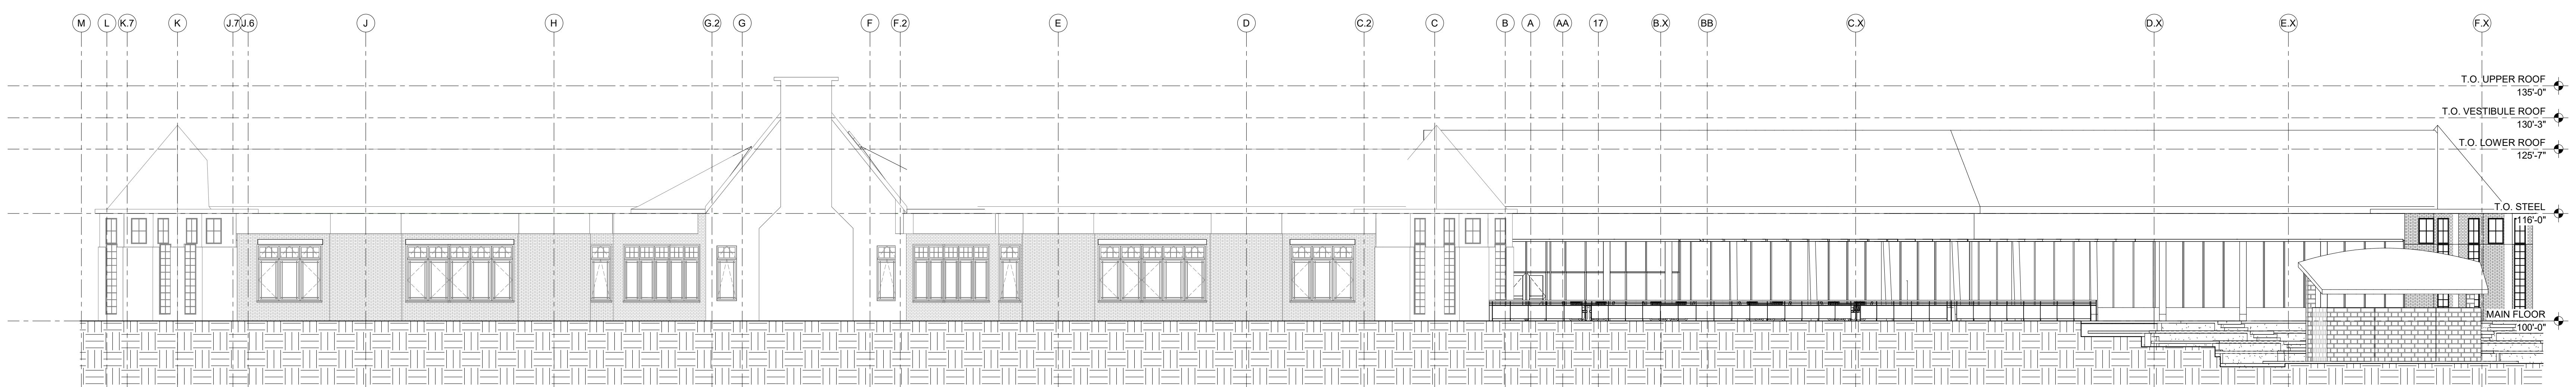 M L K.7 K J.7 J.6 J H G.2 G F F.2 E D C.2 C B A AA 17 B.X BB C.X D.X E.X F.X
T.O. UPPER ROOF
135'-0"
T.O. VESTIBULE ROOF
130'-3"
T.O. LOWER ROOF
125'-7"
T.O. STEEL
116'-0"
MAIN FLOOR
100'-0"